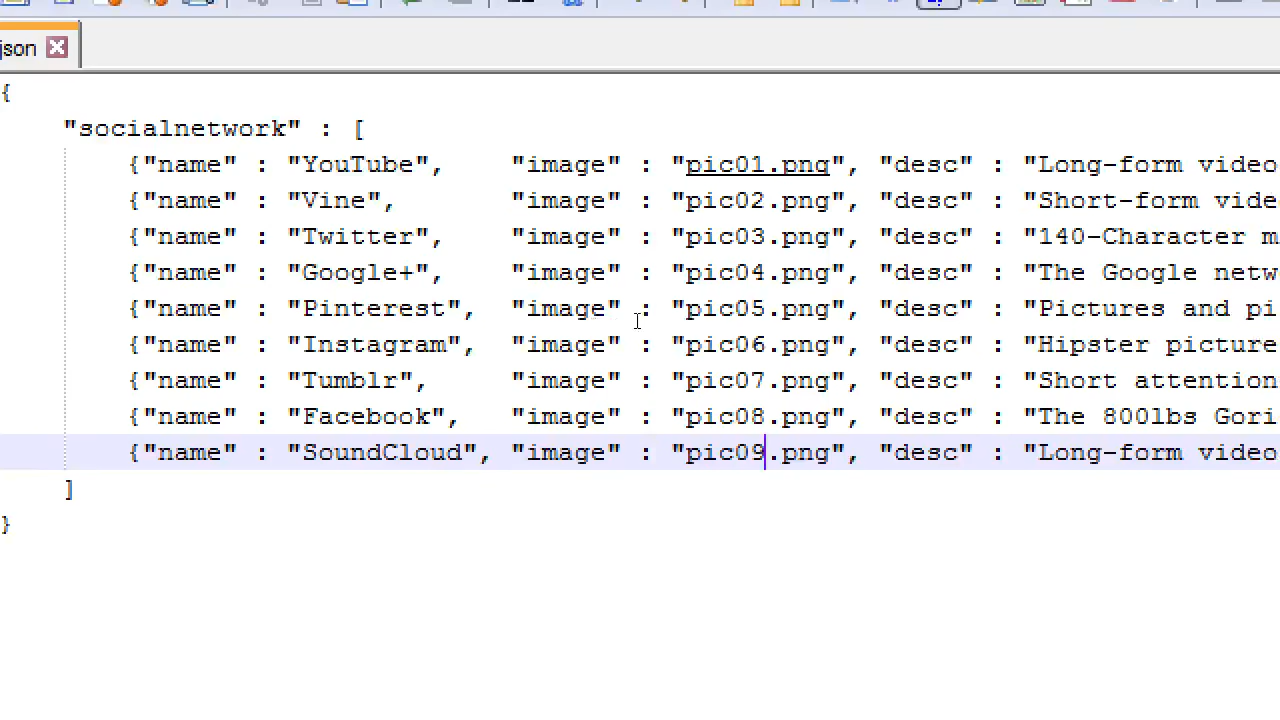 json
{
"socialnetwork" : [
{"name" : "YouTube", "image" : "pic01.png", "desc" : "Long-form video
{"name" : "Vine", "image" : "pic02.png", "desc" : "Short-form vide
{"name" : "Twitter", "image" : "pic03.png", "desc" : "140-Character m
{"name" : "Google+", "image" : "pic04.png", "desc" : "The Google netw
{"name" : "Pinterest", "image" : "pic05.png", "desc" : "Pictures and pi
{"name" : "Instagram", "image" : "pic06.png", "desc" : "Hipster picture
{"name" : "Tumblr", "image" : "pic07.png", "desc" : "Short attention
{"name" : "Facebook", "image" : "pic08.png", "desc" : "The 800lbs Gori
{"name" : "SoundCloud", "image" : "pic09.png", "desc" : "Long-form video
]
}